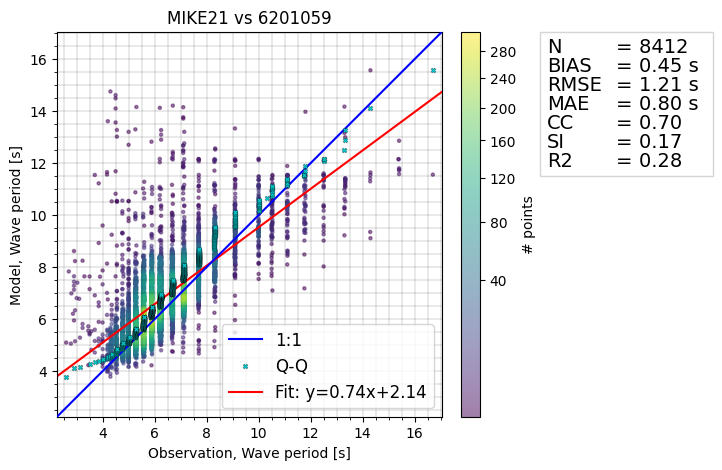 MIKE21 vs 6201059
16
14
12
10
8
6
4
Model, Wave period [s]
4 6 8 10 12 14 16
Observation, Wave period [s]
1:1
Q-Q
Fit: y=0.74x+2.14
280
240
200
160
120
80
40
# points
N = 8412
BIAS = 0.45 s
RMSE = 1.21 s
MAE = 0.80 s
CC = 0.70
SI = 0.17
R2 = 0.28